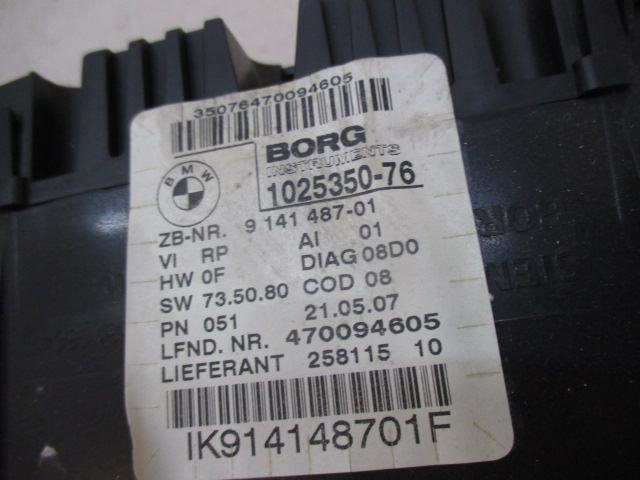 35076470094605
BORG
INSTRUMENTS
BMW
1025350-76
ZB-NR. 9 141 487-01
VI RP AI 01
HW 0F DIAG 08D0
SW 73.50.80 COD 08
PN 051 21.05.07
LFND. NR. 470094605
LIEFERANT 258115 10
IK914148701F